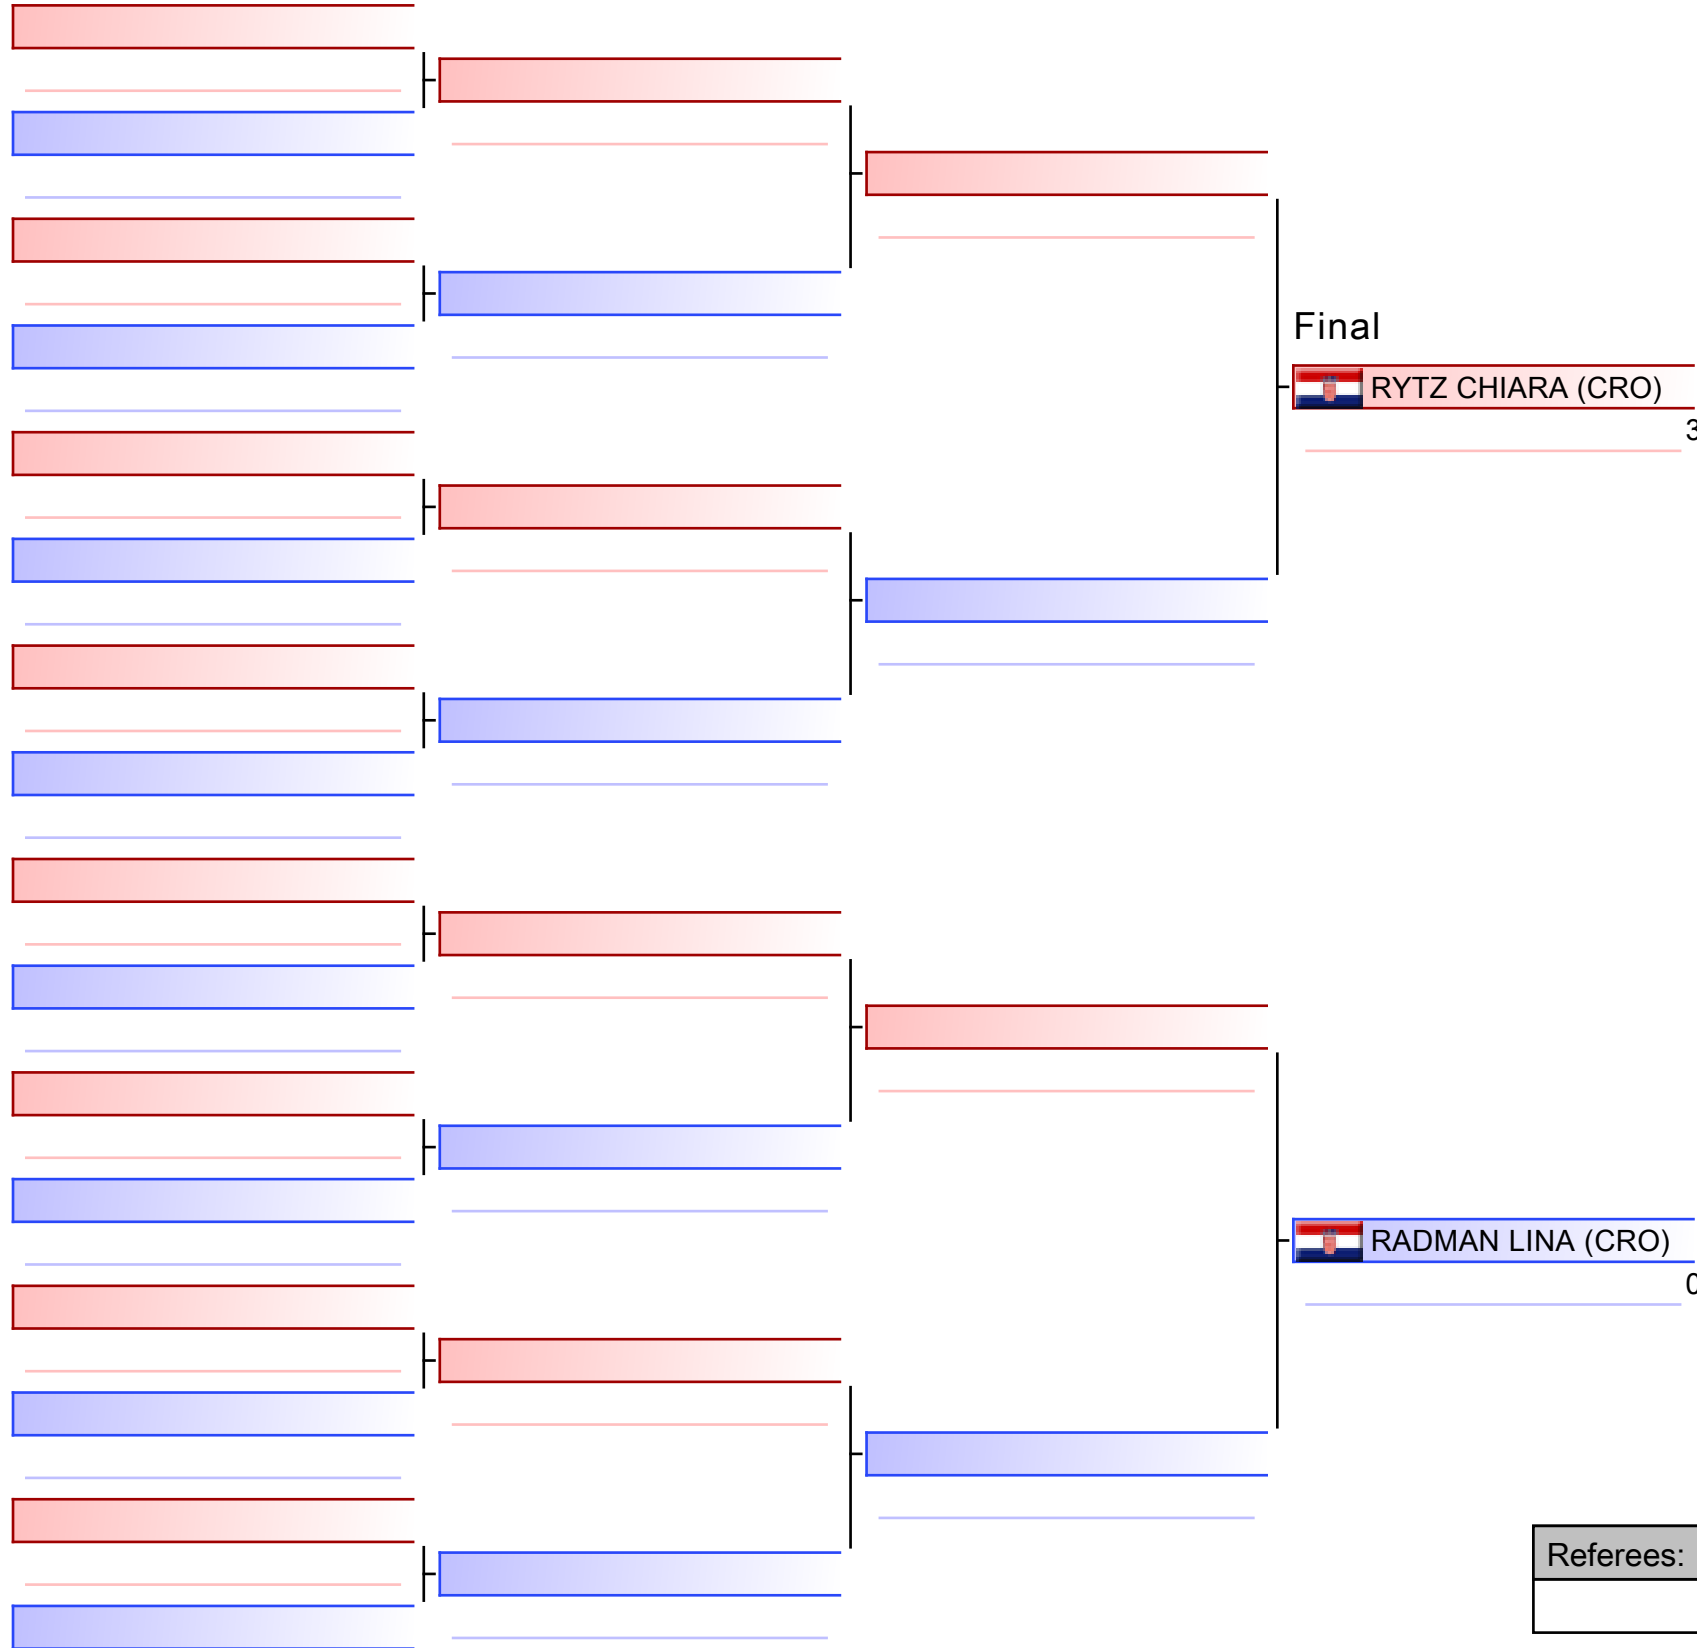 Final
RYTZ CHIARA (CRO)
3
RADMAN LINA (CRO)
0
Referees: